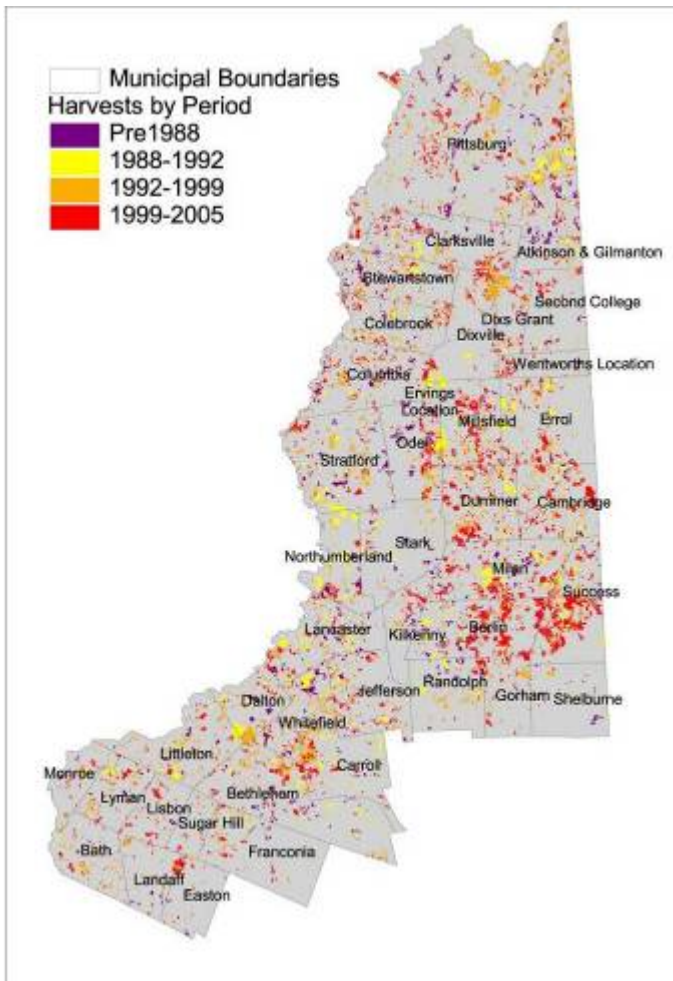 Municipal Boundaries
Harvests by Period
Pre1988
1988-1992
1992-1999
1999-2005
Pittsburg
Clarksville
Atkinson & Gilmanton
Stewartstown
Second College
Dixs Grant
Colebrook
Dixville
Wentworths Location
Columbia
Ervings
Location
Millsfield
Errol
Odell
Stratford
Dummer
Cambridge
Stark
Northumberland
Milan
Success
Lancaster
Kilkenny
Berlin
Randolph
Jefferson
Gorham
Shelburne
Dalton
Whitefield
Littleton
Carroll
Monroe
Lyman
Bethlehem
Lisbon
Sugar Hill
Bath
Franconia
Landaff
Easton